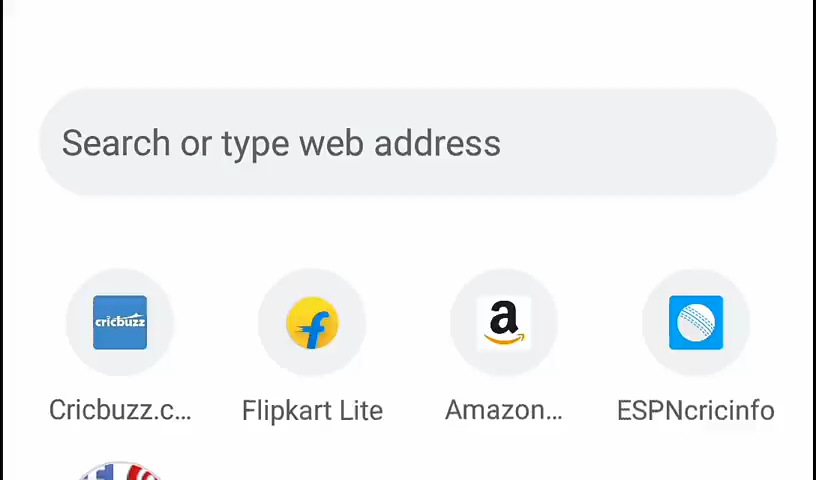 Search or type web address
cricbuzz
f
a
Cricbuzz.c...
Flipkart Lite
Amazon...
ESPNcricinfo